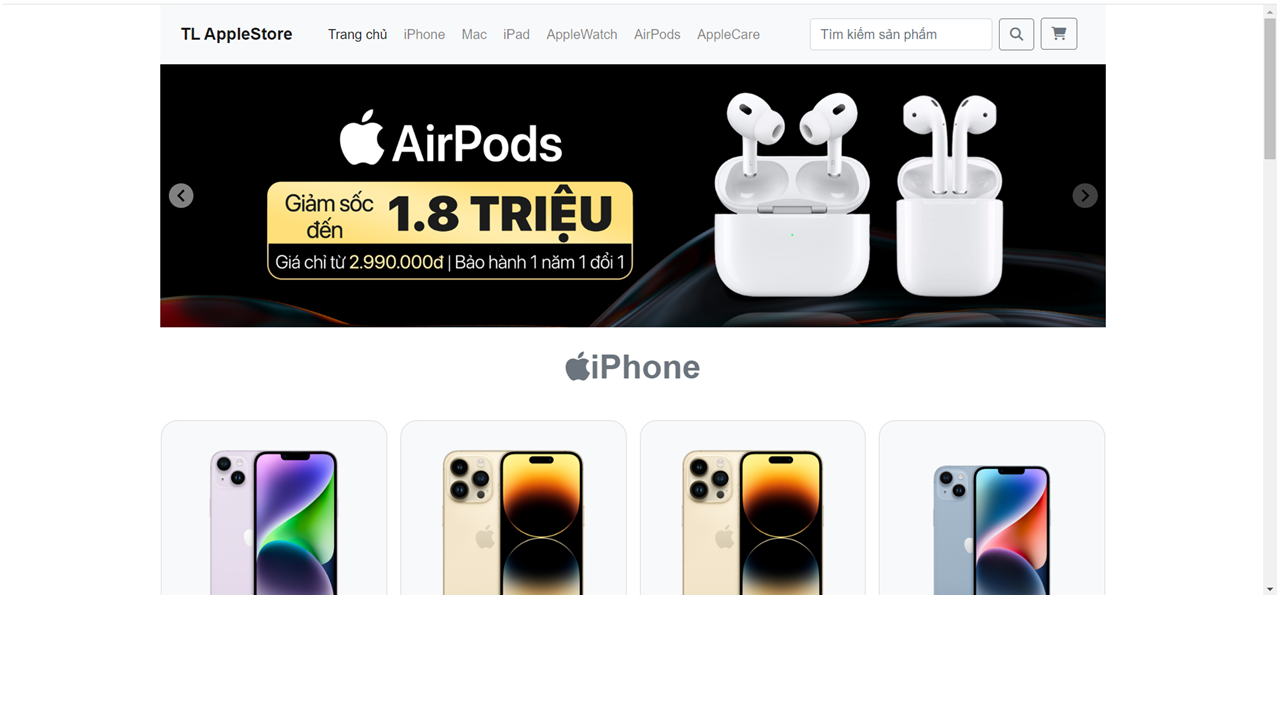 TL AppleStore Trang chủ iPhone Mac iPad AppleWatch AirPods AppleCare Tìm kiếm sản phẩm
AirPods
Giảm sốc
đến
1.8 TRIỆU
Giá chỉ từ 2.990.000đ | Bảo hành 1 năm 1 đổi 1
iPhone